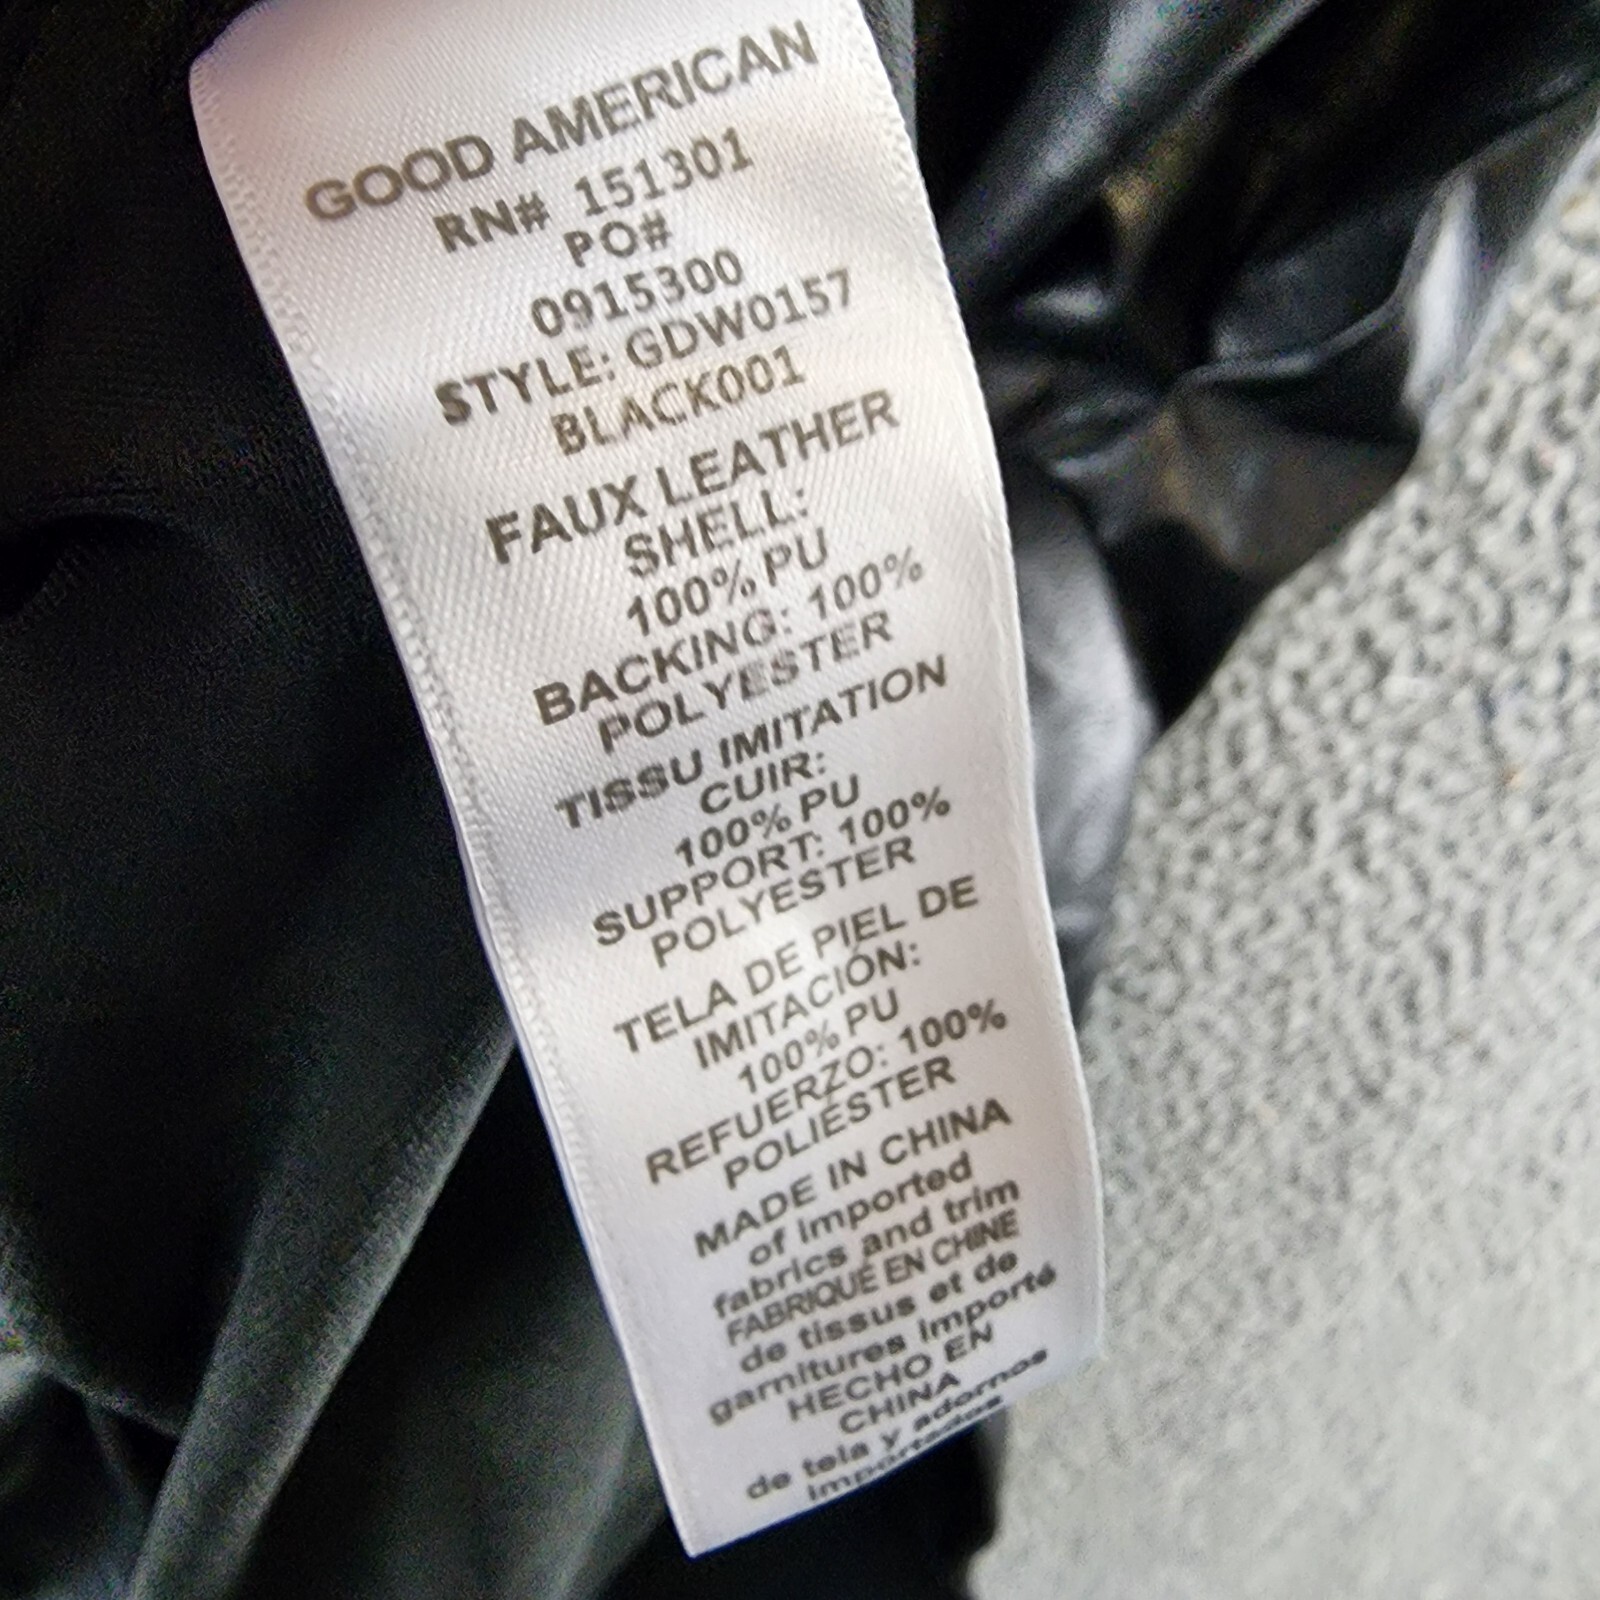 GOOD AMERICAN
RN# 151301
PO#
0915300
STYLE: GDW0157
BLACK001
FAUX LEATHER
SHELL:
100% PU
BACKING: 100%
POLYESTER
TISSU IMITATION
CUIR:
100% PU
SUPPORT: 100%
POLYESTER
TELA DE PIEL DE
IMITACIÓN:
100% PU
REFUERZO: 100%
POLIÉSTER
MADE IN CHINA
of imported
fabrics and trim
FABRIQUÉ EN CHINE
de tissus et de
garnitures importé
HECHO EN
CHINA
de tela y adornos
importados